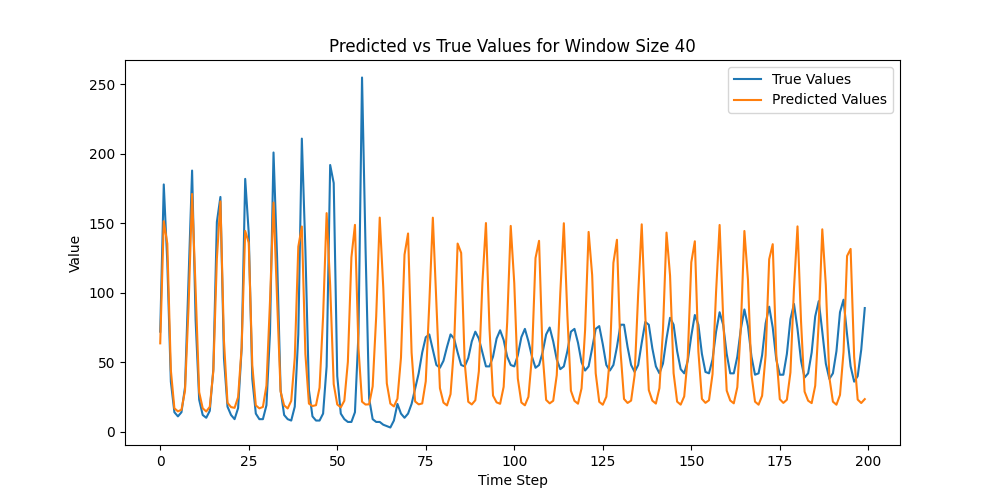 Predicted vs True Values for Window Size 40
True Values
Predicted Values
250
200
150
100
50
0
Value
0 25 50 75 100 125 150 175 200
Time Step